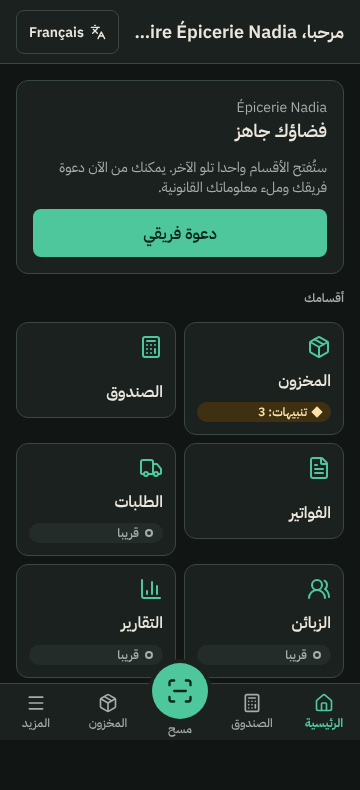 مرحبا، Épicerie Nadia ire...
Français
Épicerie Nadia
فضاؤك جاهز
ستُفتح الأقسام واحدا تلو الآخر. يمكنك من الآن دعوة
فريقك وملء معلوماتك القانونية.
دعوة فريقي
أقسامك
المخزون
تنبيهات: 3
الصندوق
الفواتير
الطلبات
قريبا
الزبائن
قريبا
التقارير
قريبا
الرئيسية
الصندوق
مسح
المخزون
المزيد